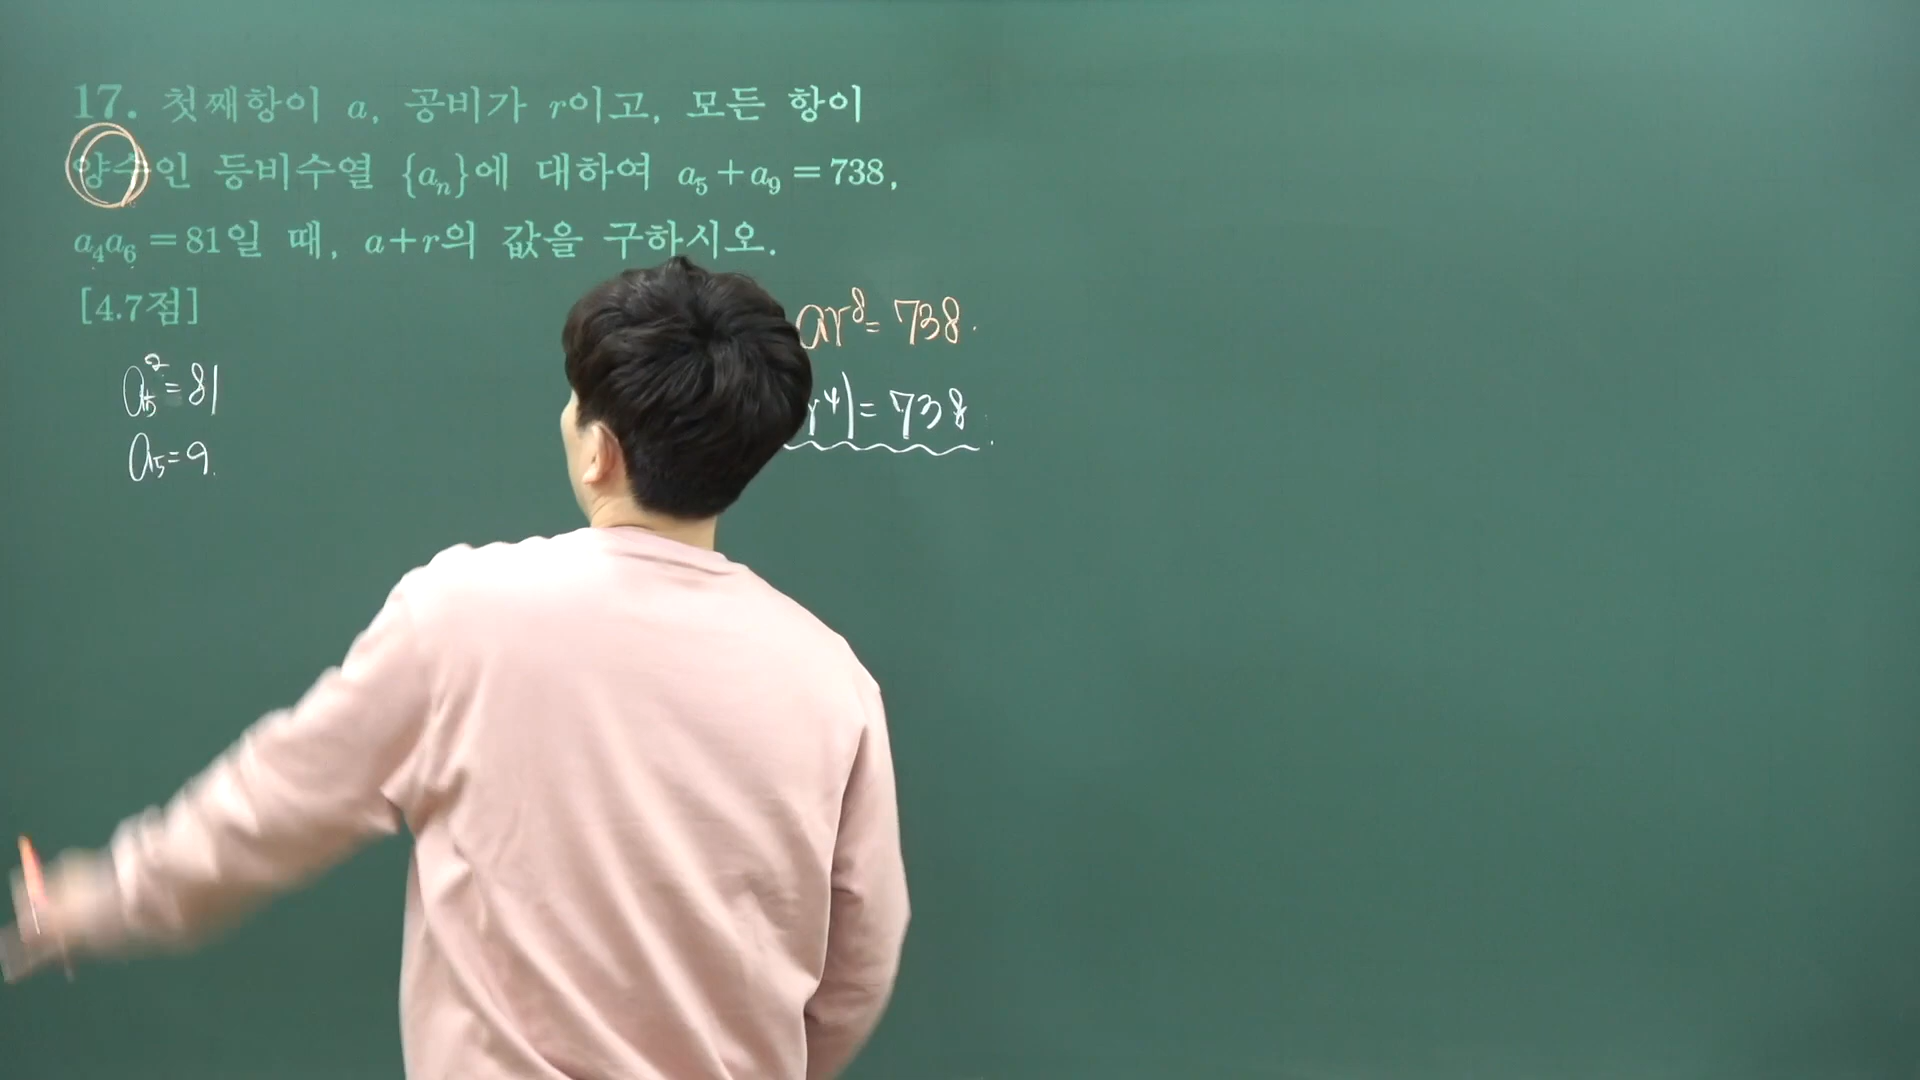 17. 첫째항이 a, 공비가 r이고, 모든 항이
양수인 등비수열 {aₙ}에 대하여 a₅+a₉=738,
a₄a₆=81일 때, a+r의 값을 구하시오.
[4.7점]
a₅²=81
a₅=9.
ar⁸=738.
r⁴)=738.